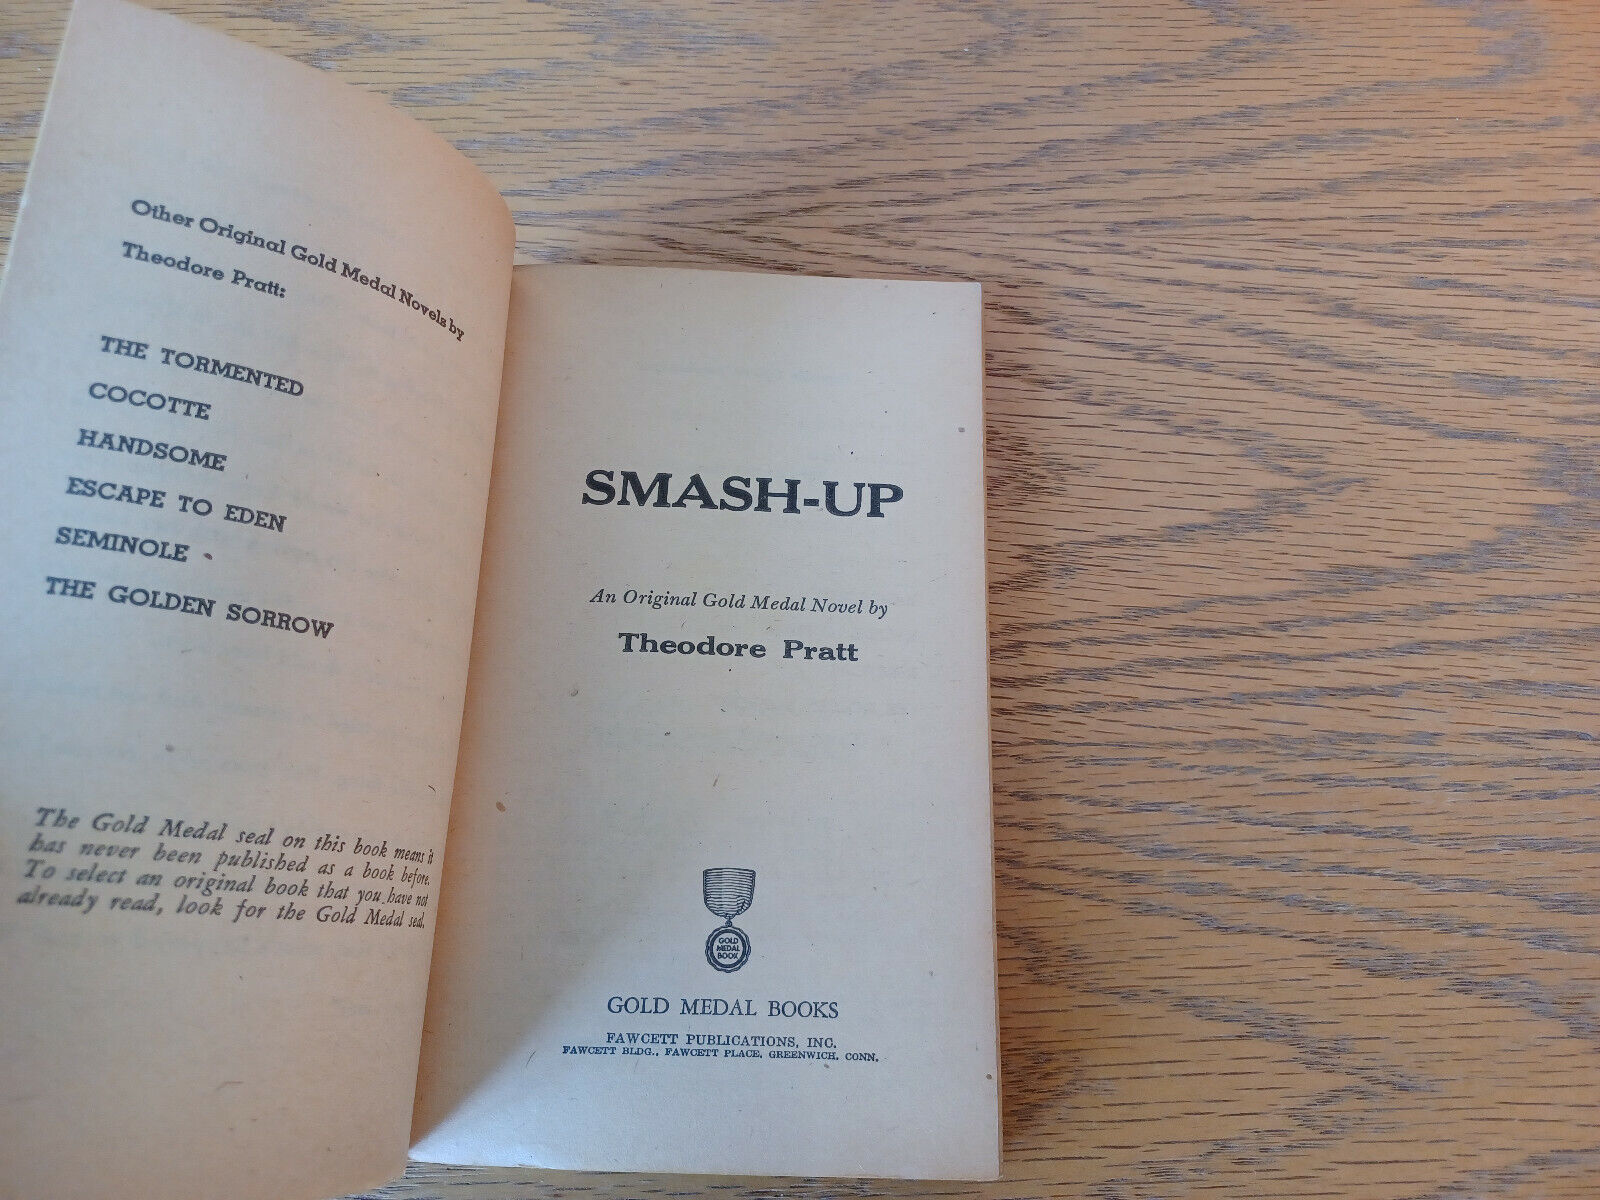 Other Original Gold Medal Novels by
Theodore Pratt:
THE TORMENTED
COCOTTE
HANDSOME
ESCAPE TO EDEN
SEMINOLE
THE GOLDEN SORROW
The Gold Medal seal on this book means it
has never been published as a book before.
To select an original book that you have not
already read, look for the Gold Medal seal.
SMASH-UP
An Original Gold Medal Novel by
Theodore Pratt
GOLD
MEDAL
BOOK
GOLD MEDAL BOOKS
FAWCETT PUBLICATIONS, INC.
FAWCETT BLDG., FAWCETT PLACE, GREENWICH, CONN.